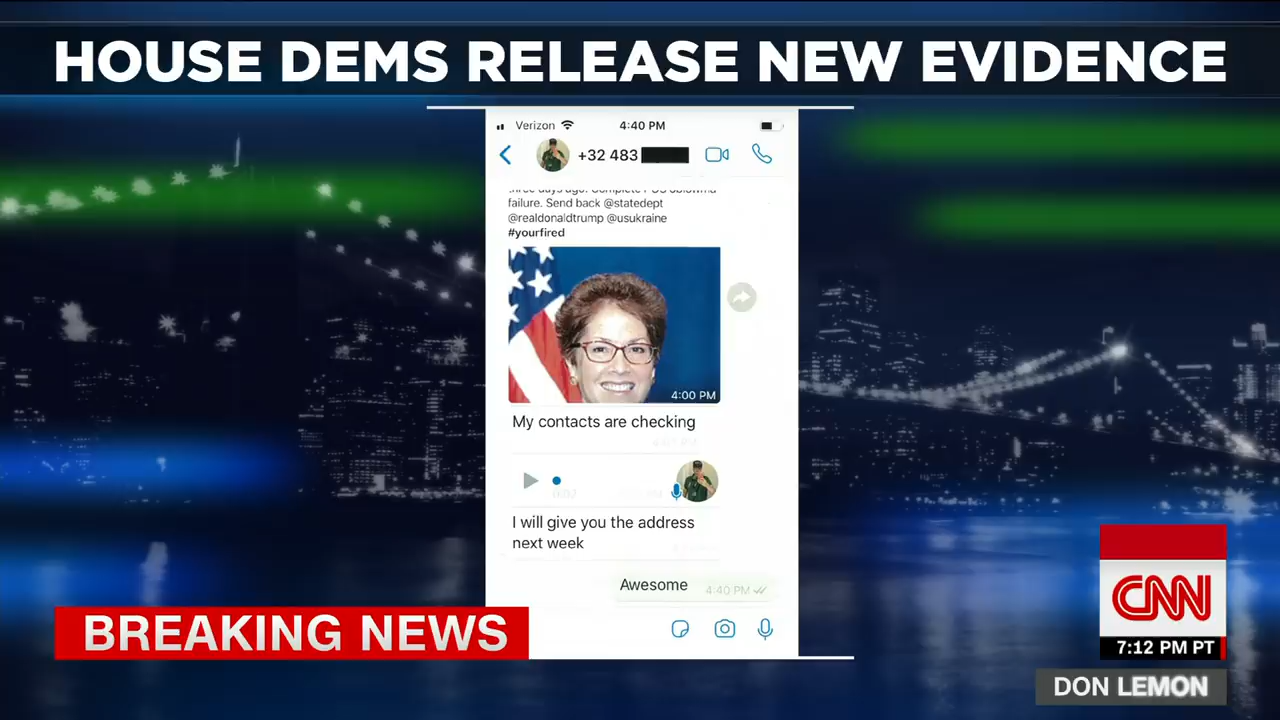 HOUSE DEMS RELEASE NEW EVIDENCE
Verizon 4:40 PM
+32 483
failure. Send back @statedept
@realdonaldtrump @usukraine
#yourfired
4:00 PM
My contacts are checking
I will give you the address
next week
Awesome 4:40 PM
BREAKING NEWS
CNN
7:12 PM PT
DON LEMON